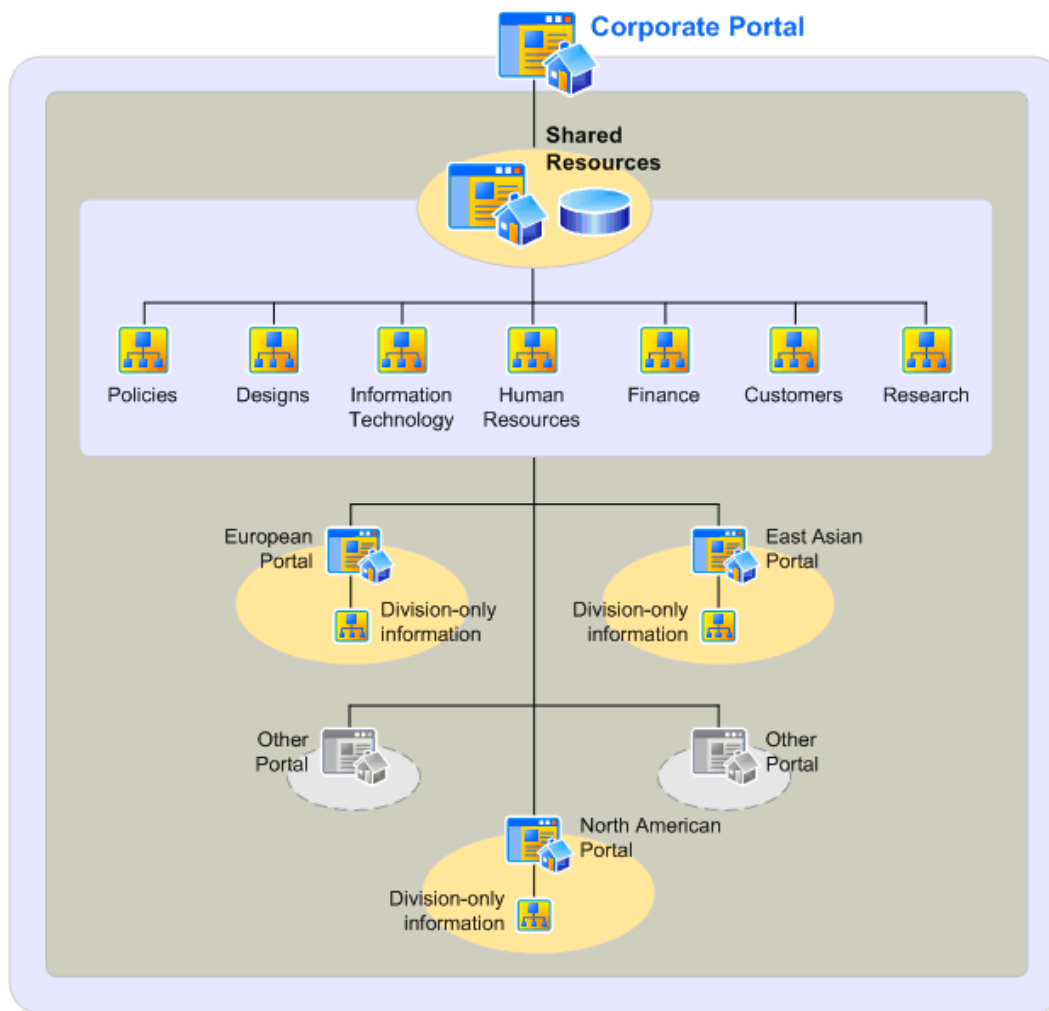 Corporate Portal
Shared
Resources
Policies
Designs
Information
Technology
Human
Resources
Finance
Customers
Research
European
Portal
Division-only
information
East Asian
Portal
Division-only
information
Other
Portal
Other
Portal
North American
Portal
Division-only
information